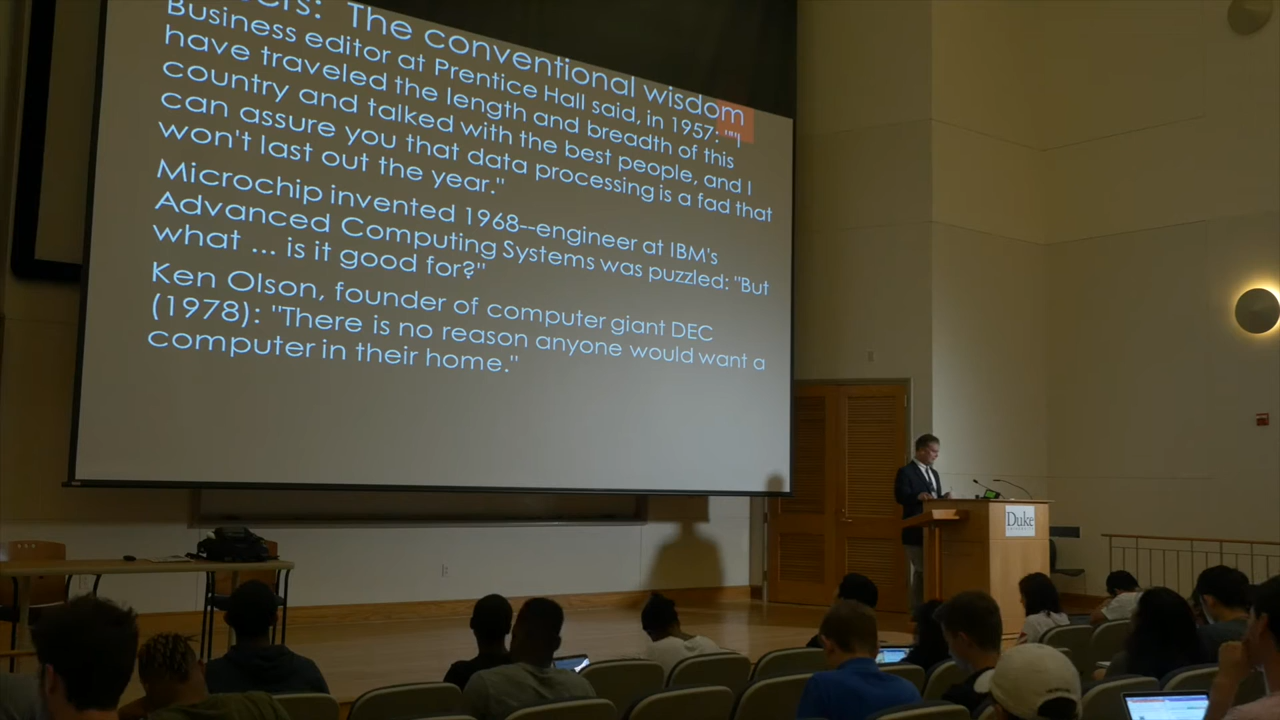 The conventional wisdom
Business editor at Prentice Hall said, in 1957: ""I
have traveled the length and breadth of this
country and talked with the best people, and I
can assure you that data processing is a fad that
won't last out the year."
Microchip invented 1968--engineer at IBM's
Advanced Computing Systems was puzzled: "But
what ... is it good for?"
Ken Olson, founder of computer giant DEC
(1978): "There is no reason anyone would want a
computer in their home."
Duke
UNIVERSITY